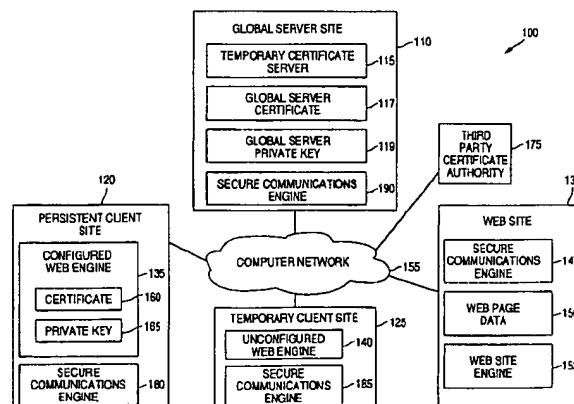 GLOBAL SERVER SITE
110
100
TEMPORARY CERTIFICATE
SERVER
115
GLOBAL SERVER
CERTIFICATE
117
GLOBAL SERVER
PRIVATE KEY
119
SECURE COMMUNICATIONS
ENGINE
190
THIRD
PARTY
CERTIFICATE
AUTHORITY
175
120
PERSISTENT CLIENT
SITE
CONFIGURED WEB ENGINE
135
CERTIFICATE
160
PRIVATE KEY
165
SECURE
COMMUNICATIONS
ENGINE
180
COMPUTER NETWORK
155
TEMPORARY CLIENT SITE
125
UNCONFIGURED
WEB ENGINE
140
SECURE
COMMUNICATIONS
ENGINE
185
WEB SITE
SECURE
COMMUNICATIONS
ENGINE
WEB PAGE
DATA
WEB SITE
ENGINE